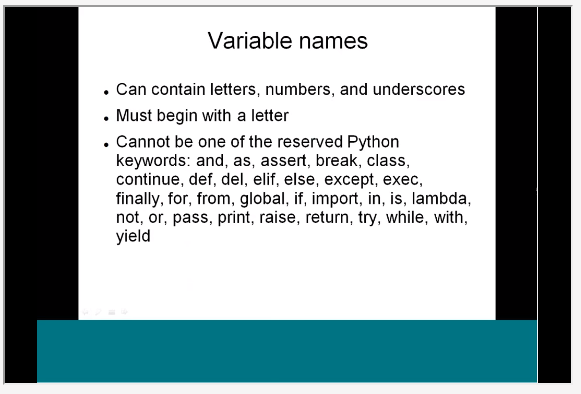 Variable names
• Can contain letters, numbers, and underscores
• Must begin with a letter
• Cannot be one of the reserved Python
keywords: and, as, assert, break, class,
continue, def, del, elif, else, except, exec,
finally, for, from, global, if, import, in, is, lambda,
not, or, pass, print, raise, return, try, while, with,
yield